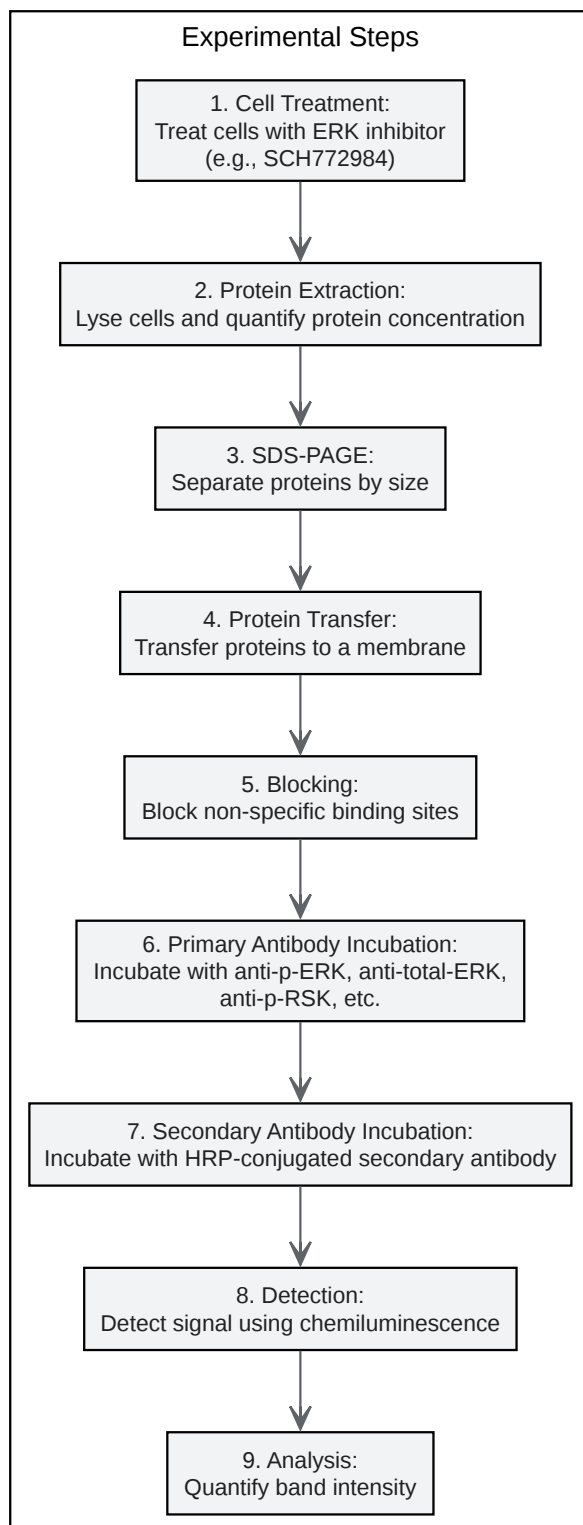 Experimental Steps
1. Cell Treatment:
Treat cells with ERK inhibitor
(e.g., SCH772984)
2. Protein Extraction:
Lyse cells and quantify protein concentration
3. SDS-PAGE:
Separate proteins by size
4. Protein Transfer:
Transfer proteins to a membrane
5. Blocking:
Block non-specific binding sites
6. Primary Antibody Incubation:
Incubate with anti-p-ERK, anti-total-ERK,
anti-p-RSK, etc.
7. Secondary Antibody Incubation:
Incubate with HRP-conjugated secondary antibody
8. Detection:
Detect signal using chemiluminescence
9. Analysis:
Quantify band intensity